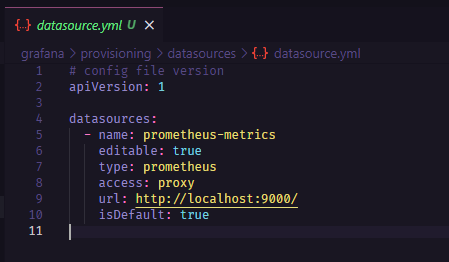 {..} datasource.yml U ×
grafana > provisioning > datasources > {..} datasource.yml
1 # config file version
2 apiVersion: 1
3
4 datasources:
5 - name: prometheus-metrics
6 editable: true
7 type: prometheus
8 access: proxy
9 url: http://localhost:9000/
10 isDefault: true
11